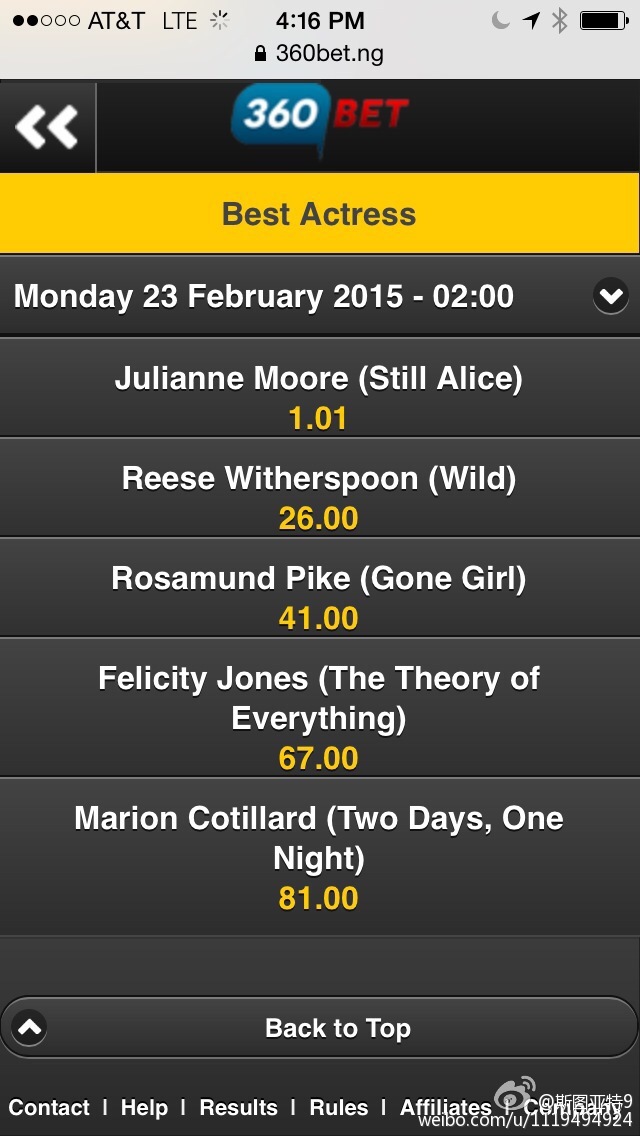 AT&T LTE 4:16 PM
360bet.ng
360 BET
Best Actress
Monday 23 February 2015 - 02:00
Julianne Moore (Still Alice)
1.01
Reese Witherspoon (Wild)
26.00
Rosamund Pike (Gone Girl)
41.00
Felicity Jones (The Theory of
Everything)
67.00
Marion Cotillard (Two Days, One
Night)
81.00
Back to Top
Contact | Help | Results | Rules | Affiliates | Company
@斯图亚特9
weibo.com/u/1119494924